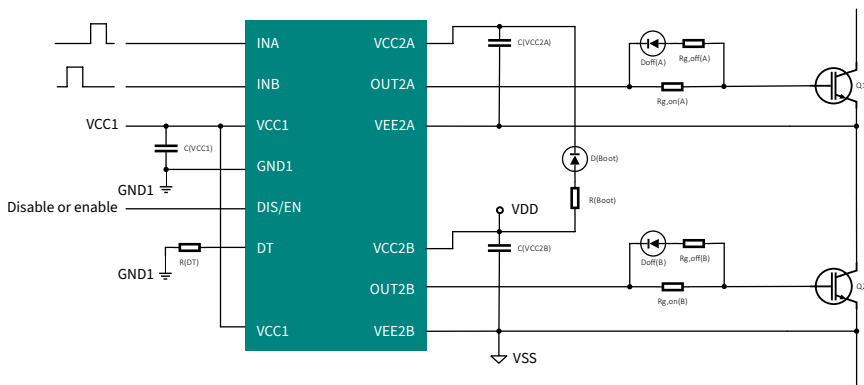 INA
VCC2A
C(VCC2A)
Doff(A)
Rg,off(A)
INB
OUT2A
Rg,on(A)
Q1
VCC1
VCC1
VEE2A
C(VCC1)
D(Boot)
GND1
GND1
R(Boot)
Disable or enable
DIS/EN
VDD
DT
VCC2B
C(VCC2B)
Doff(B)
Rg,off(B)
R(DT)
GND1
OUT2B
Rg,on(B)
VCC1
VEE2B
VSS